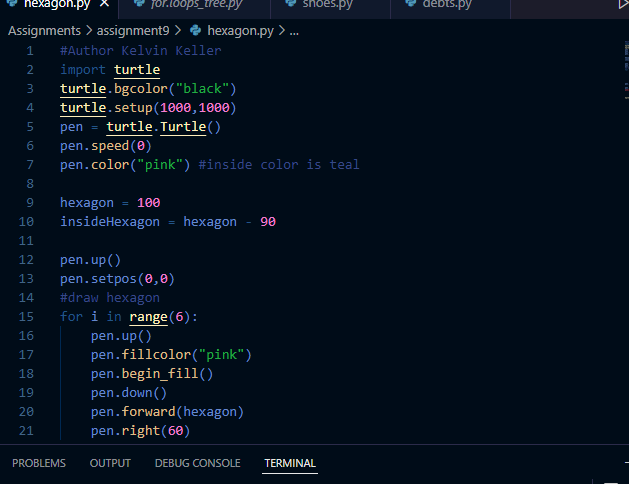 hexagon.py for.loops_tree.py shoes.py debts.py
Assignments > assignment9 > hexagon.py > ...
1 #Author Kelvin Keller
2 import turtle
3 turtle.bgcolor("black")
4 turtle.setup(1000,1000)
5 pen = turtle.Turtle()
6 pen.speed(0)
7 pen.color("pink") #inside color is teal
8
9 hexagon = 100
10 insideHexagon = hexagon - 90
11
12 pen.up()
13 pen.setpos(0,0)
14 #draw hexagon
15 for i in range(6):
16 pen.up()
17 pen.fillcolor("pink")
18 pen.begin_fill()
19 pen.down()
20 pen.forward(hexagon)
21 pen.right(60)
PROBLEMS OUTPUT DEBUG CONSOLE TERMINAL